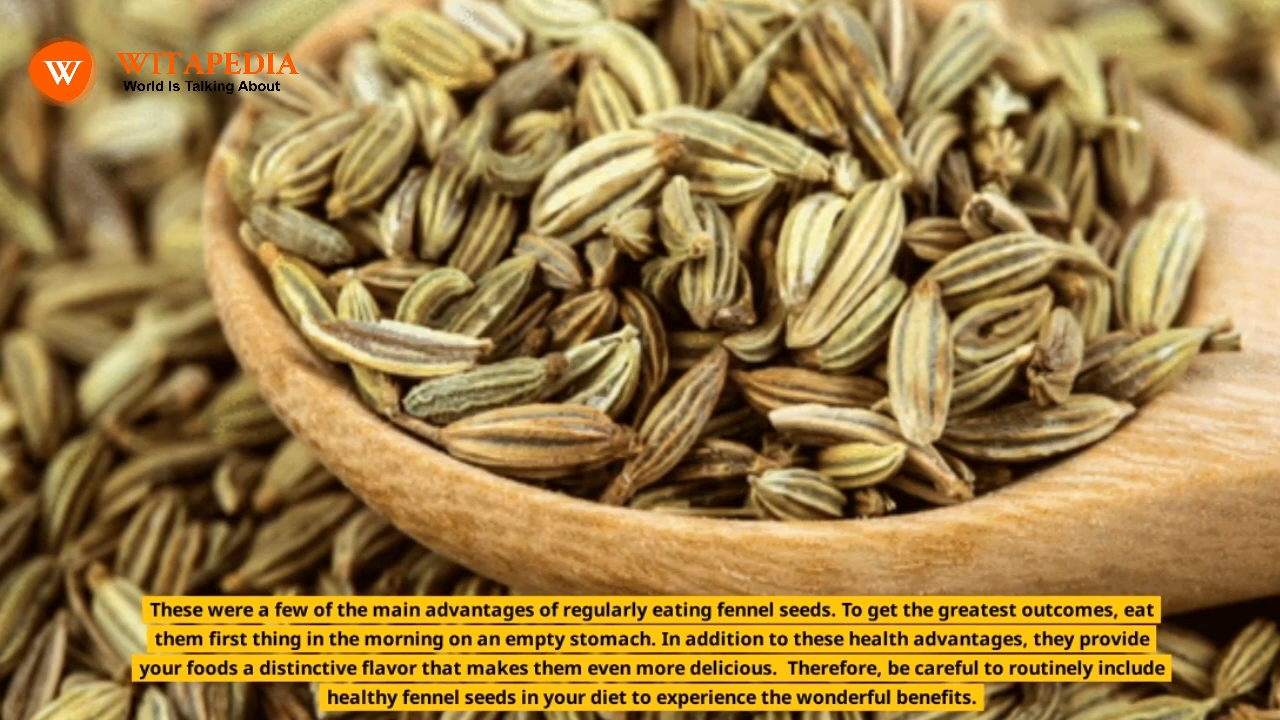 W
WITAPEDIA
World Is Talking About
These were a few of the main advantages of regularly eating fennel seeds. To get the greatest outcomes, eat
them first thing in the morning on an empty stomach. In addition to these health advantages, they provide
your foods a distinctive flavor that makes them even more delicious.  Therefore, be careful to routinely include
healthy fennel seeds in your diet to experience the wonderful benefits.